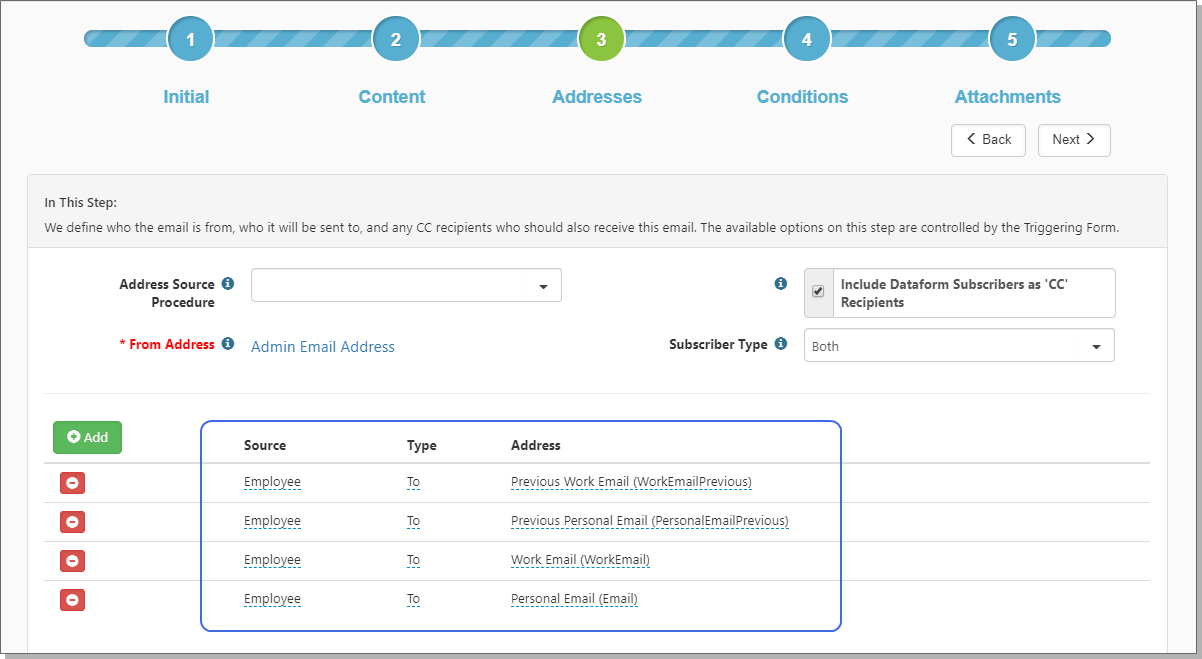 1 2 3 4 5
Initial Content Addresses Conditions Attachments
Back Next
In This Step:
We define who the email is from, who it will be sent to, and any CC recipients who should also receive this email. The available options on this step are controlled by the Triggering Form.
Address Source
Procedure
Include Dataform Subscribers as 'CC'
Recipients
* From Address Admin Email Address
Subscriber Type Both
Add
Source Type Address
Employee To Previous Work Email (WorkEmailPrevious)
Employee To Previous Personal Email (PersonalEmailPrevious)
Employee To Work Email (WorkEmail)
Employee To Personal Email (Email)